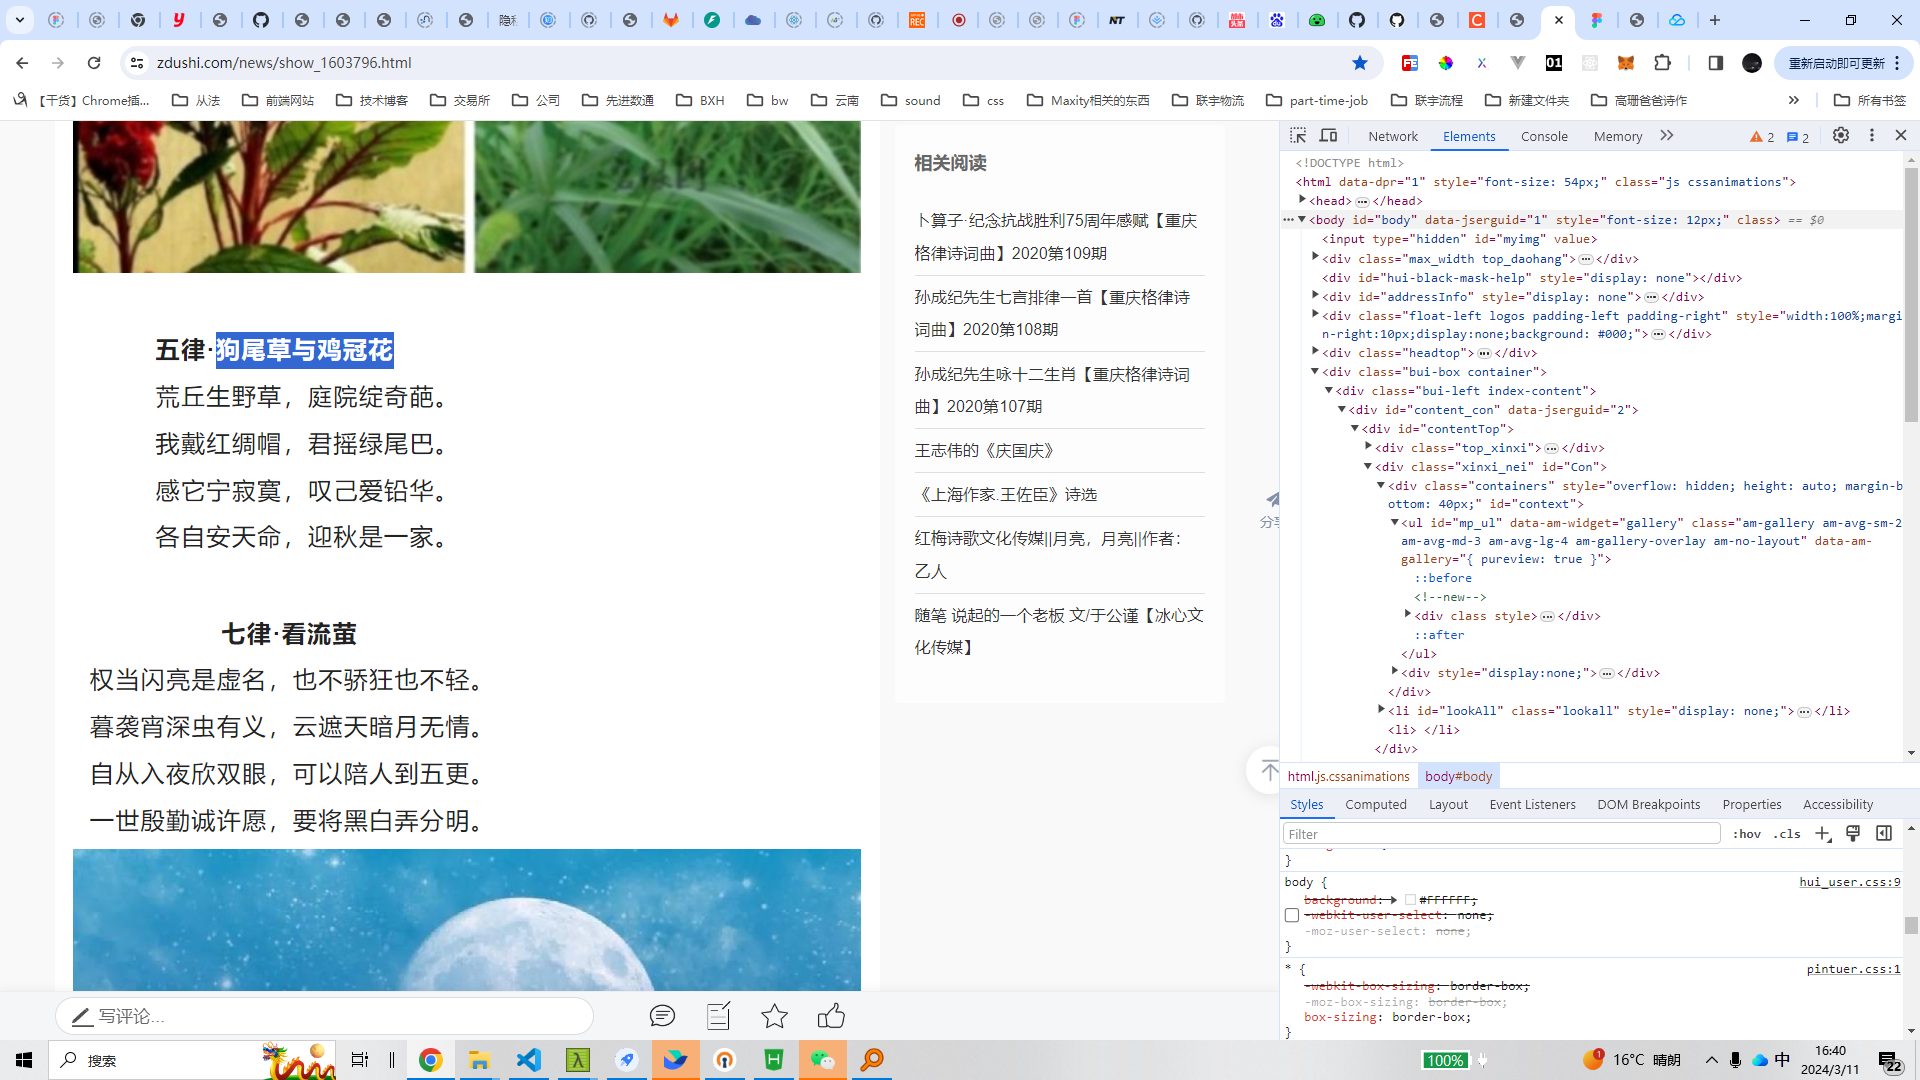 隐私
zdushi.com/news/show_1603796.html
重新启动即可更新
【干货】Chrome插...
从法
前端网站
技术博客
交易所
公司
先进数通
BXH
bw
云南
sound
css
Maxity相关的东西
联宇物流
part-time-job
联宇流程
新建文件夹
高珊爸爸诗作
所有书签
五律·狗尾草与鸡冠花
荒丘生野草，庭院绽奇葩。
我戴红绸帽，君摇绿尾巴。
感它宁寂寞，叹己爱铅华。
各自安天命，迎秋是一家。
七律·看流萤
权当闪亮是虚名，也不骄狂也不轻。
暮袭宵深虫有义，云遮天暗月无情。
自从入夜欣双眼，可以陪人到五更。
一世殷勤诚许愿，要将黑白弄分明。
写评论...
相关阅读
卜算子·纪念抗战胜利75周年感赋【重庆
格律诗词曲】2020第109期
孙成纪先生七言排律一首【重庆格律诗
词曲】2020第108期
孙成纪先生咏十二生肖【重庆格律诗词
曲】2020第107期
王志伟的《庆国庆》
《上海作家.王佐臣》诗选
红梅诗歌文化传媒||月亮，月亮||作者：
乙人
随笔 说起的一个老板 文/于公谨【冰心文
化传媒】
分享
Network
Elements
Console
Memory
2
2
<!DOCTYPE html>
<html data-dpr="1" style="font-size: 54px;" class="js cssanimations">
<head>…</head>
<body id="body" data-jserguid="1" style="font-size: 12px;" class> == $0
<input type="hidden" id="myimg" value>
<div class="max_width top_daohang">…</div>
<div id="hui-black-mask-help" style="display: none"></div>
<div id="addressInfo" style="display: none">…</div>
<div class="float-left logos padding-left padding-right" style="width:100%;margi
n-right:10px;display:none;background: #000;">…</div>
<div class="headtop">…</div>
<div class="bui-box container">
<div class="bui-left index-content">
<div id="content_con" data-jserguid="2">
<div id="contentTop">
<div class="top_xinxi">…</div>
<div class="xinxi_nei" id="Con">
<div class="containers" style="overflow: hidden; height: auto; margin-b
ottom: 40px;" id="context">
<ul id="mp_ul" data-am-widget="gallery" class="am-gallery am-avg-sm-2
am-avg-md-3 am-avg-lg-4 am-gallery-overlay am-no-layout" data-am-
gallery="{ pureview: true }">
::before
<!--new-->
<div class style>…</div>
::after
</ul>
<div style="display:none;">…</div>
</div>
<li id="lookAll" class="lookall" style="display: none;">…</li>
<li> </li>
</div>
html.js.cssanimations
body#body
Styles
Computed
Layout
Event Listeners
DOM Breakpoints
Properties
Accessibility
Filter
:hov
.cls
}
body {
hui_user.css:9
background: #FFFFFF;
-webkit-user-select: none;
-moz-user-select: none;
}
* {
pintuer.css:1
-webkit-box-sizing: border-box;
-moz-box-sizing: border-box;
box-sizing: border-box;
}
搜索
100%
1
16°C 晴朗
中
16:40
2024/3/11
22